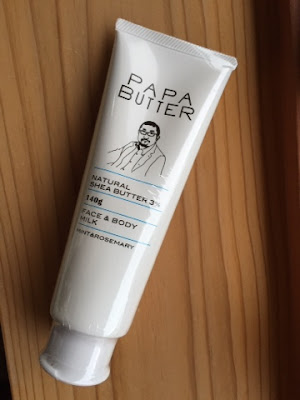 PAPA
BUTTER
NATURAL
SHEA BUTTER 3%
140g
FACE & BODY
MILK
MINT&ROSEMARY